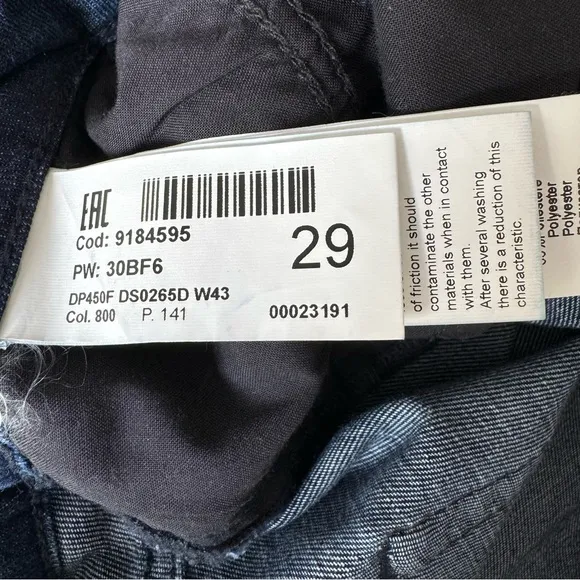 EAC
Cod: 9184595
PW: 30BF6
29
DP450F DS0265D W43
Col. 800 P. 141 00023191
of friction it should
contaminate the other
materials when in contact
with them.
After several washing
there is a reduction of this
characteristic.
Polyester
Polyester